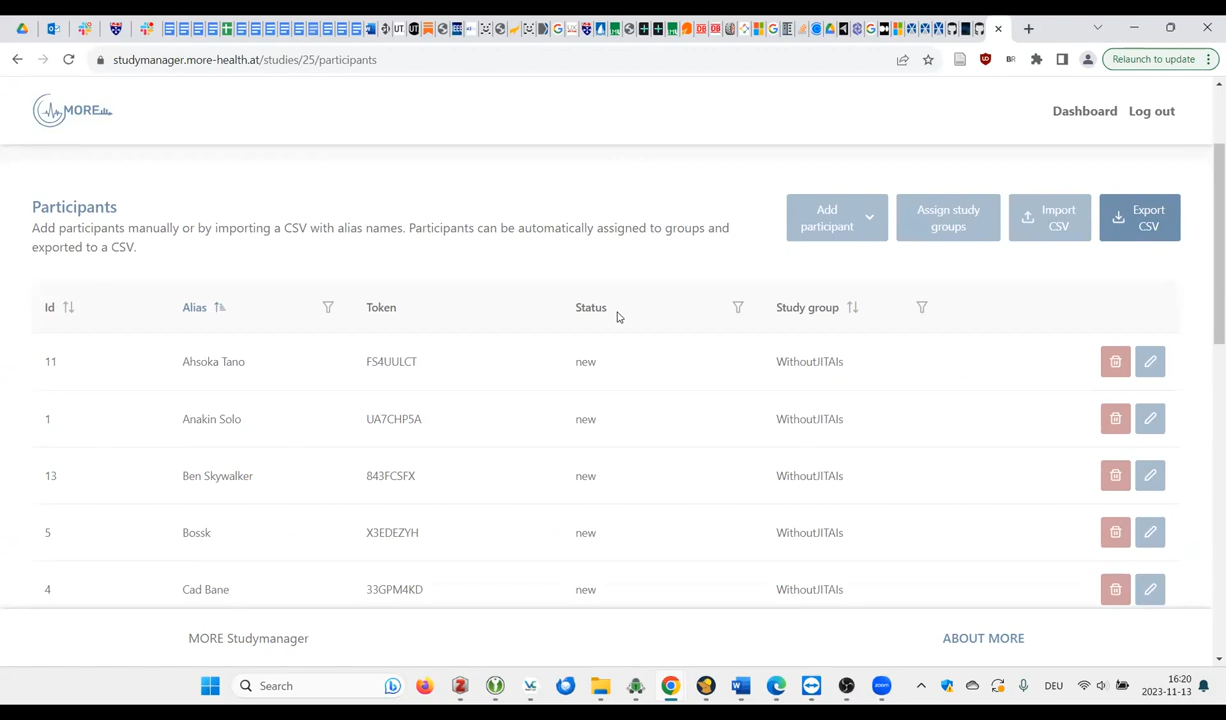 studymanager.more-health.at/studies/25/participants
Relaunch to update
MORE
Dashboard Log out
Participants
Add participants manually or by importing a CSV with alias names. Participants can be automatically assigned to groups and
exported to a CSV.
Add
participant
Assign study
groups
Import
CSV
Export
CSV
Id Alias Token Status Study group
11 Ahsoka Tano FS4UULCT new WithoutJITAIs
1 Anakin Solo UA7CHP5A new WithoutJITAIs
13 Ben Skywalker 843FCSFX new WithoutJITAIs
5 Bossk X3EDEZYH new WithoutJITAIs
4 Cad Bane 33GPM4KD new WithoutJITAIs
MORE Studymanager ABOUT MORE
Search
DEU
16:20
2023-11-13